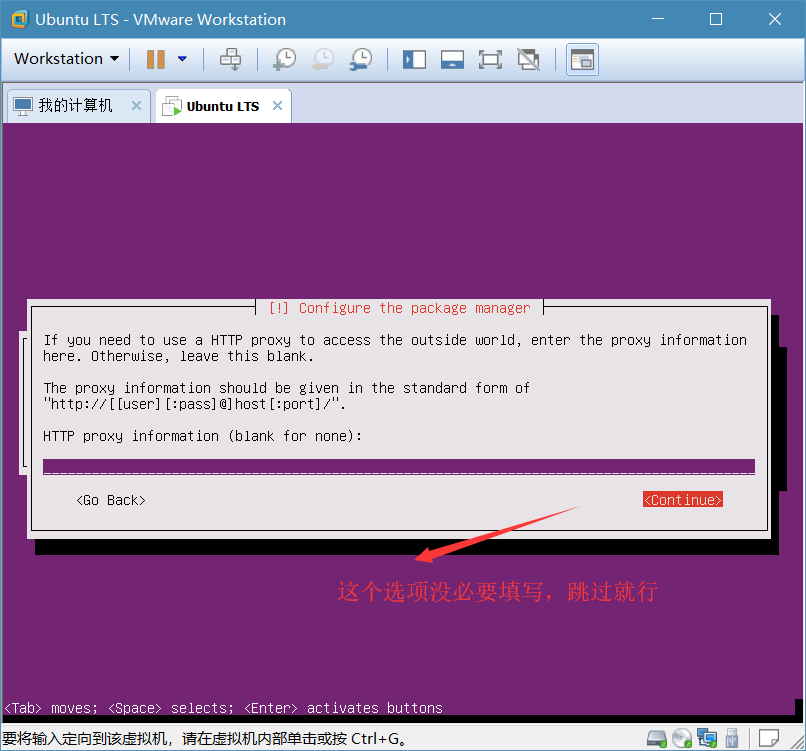 Ubuntu LTS - VMware Workstation
Workstation
我的计算机
Ubuntu LTS
[!] Configure the package manager
If you need to use a HTTP proxy to access the outside world, enter the proxy information
here. Otherwise, leave this blank.
The proxy information should be given in the standard form of
"http://[[user][:pass]@]host[:port]/".
HTTP proxy information (blank for none):
<Go Back> <Continue>
这个选项没必要填写，跳过就行
<Tab> moves; <Space> selects; <Enter> activates buttons
要将输入定向到该虚拟机，请在虚拟机内部单击或按 Ctrl+G。